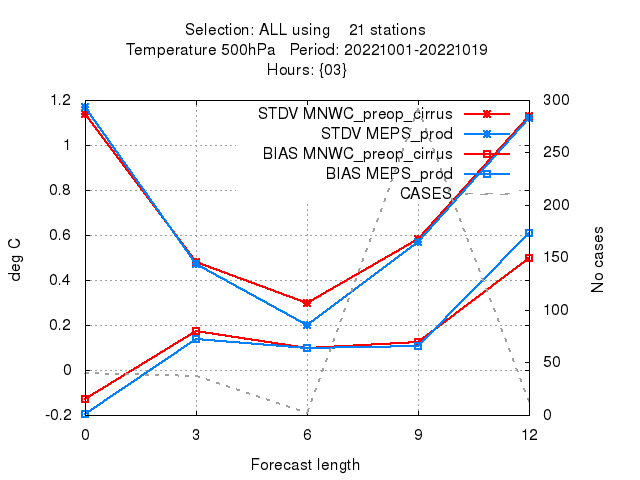 Selection: ALL using    21 stations
Temperature 500hPa   Period: 20221001-20221019
Hours: {03}
STDV MNWC_preop_cirrus
STDV MEPS_prod
BIAS MNWC_preop_cirrus
BIAS MEPS_prod
CASES
1.2
1
0.8
0.6
0.4
0.2
0
-0.2
deg C
300
250
200
150
100
50
0
No cases
0 3 6 9 12
Forecast length